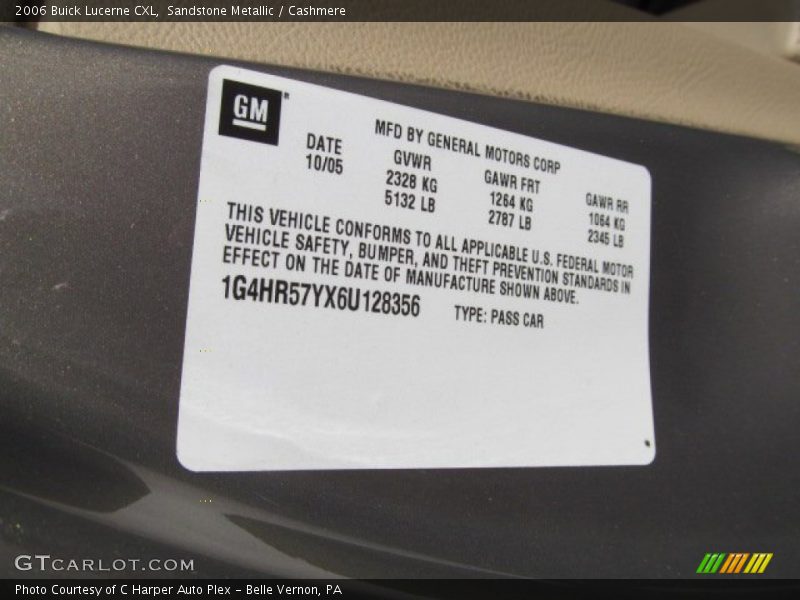 2006 Buick Lucerne CXL, Sandstone Metallic / Cashmere
GM
MFD BY GENERAL MOTORS CORP
DATE GVWR GAWR FRT GAWR RR
10/05 2328 KG 1264 KG 1064 KG
5132 LB 2787 LB 2345 LB
THIS VEHICLE CONFORMS TO ALL APPLICABLE U.S. FEDERAL MOTOR
VEHICLE SAFETY, BUMPER, AND THEFT PREVENTION STANDARDS IN
EFFECT ON THE DATE OF MANUFACTURE SHOWN ABOVE.
1G4HR57YX6U128356 TYPE: PASS CAR
GTCARLOT.COM
Photo Courtesy of C Harper Auto Plex - Belle Vernon, PA